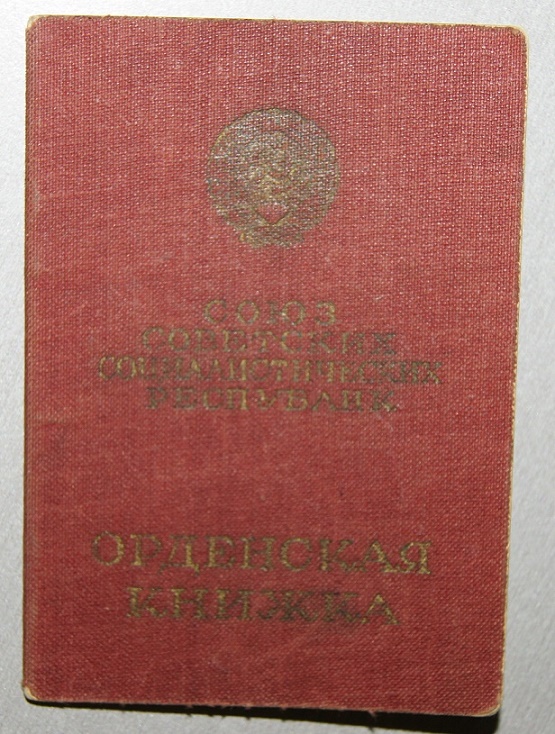 СОЮЗ
СОВЕТСКИХ
СОЦИАЛИСТИЧЕСКИХ
РЕСПУБЛИК
ОРДЕНСКАЯ
КНИЖКА